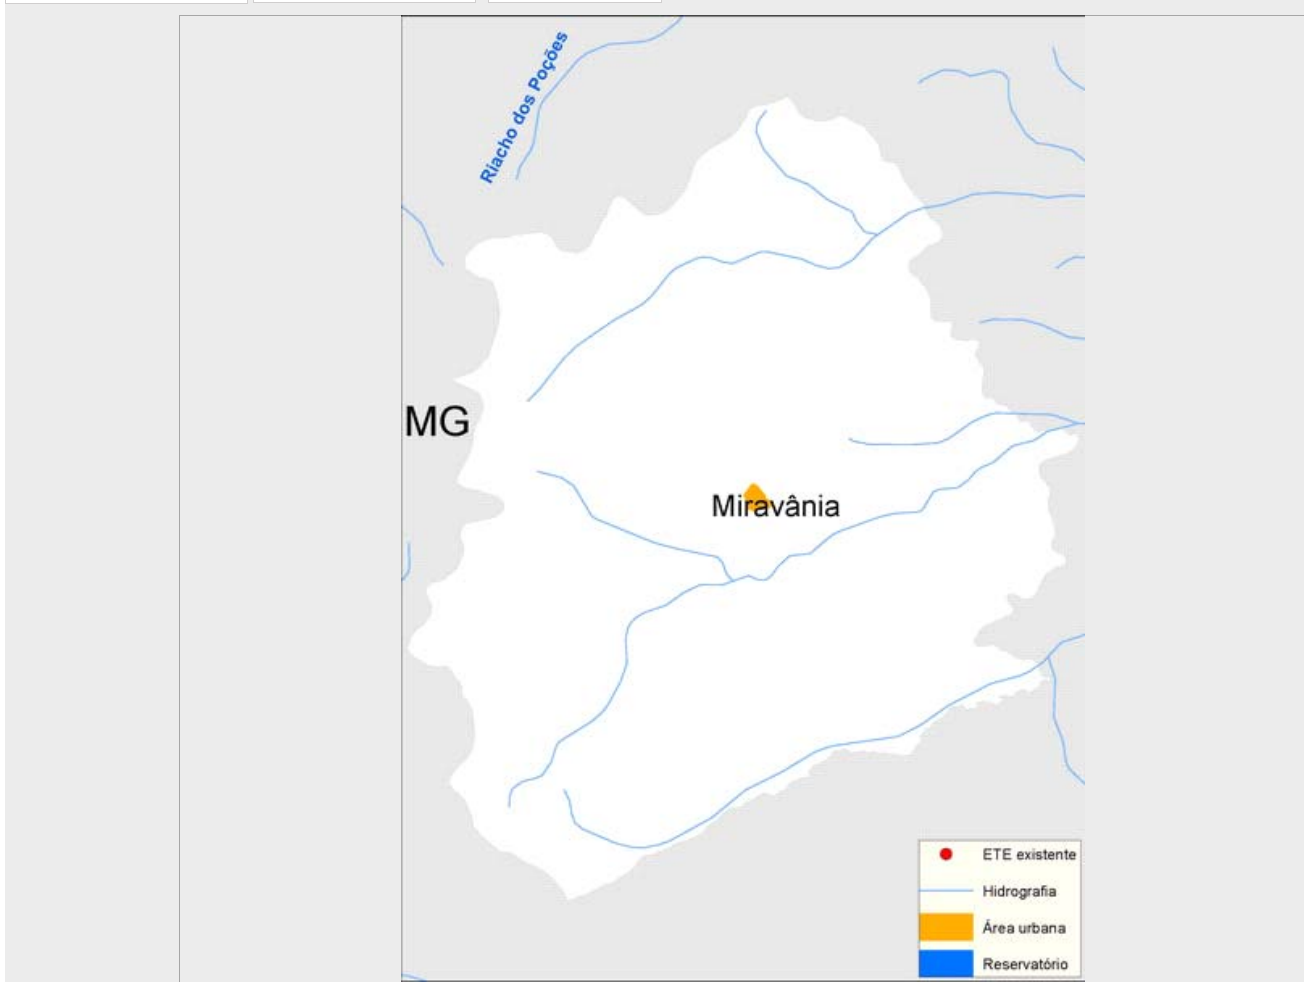 Riacho dos Poções
MG
Miravânia
ETE existente
Hidrografia
Área urbana
Reservatório